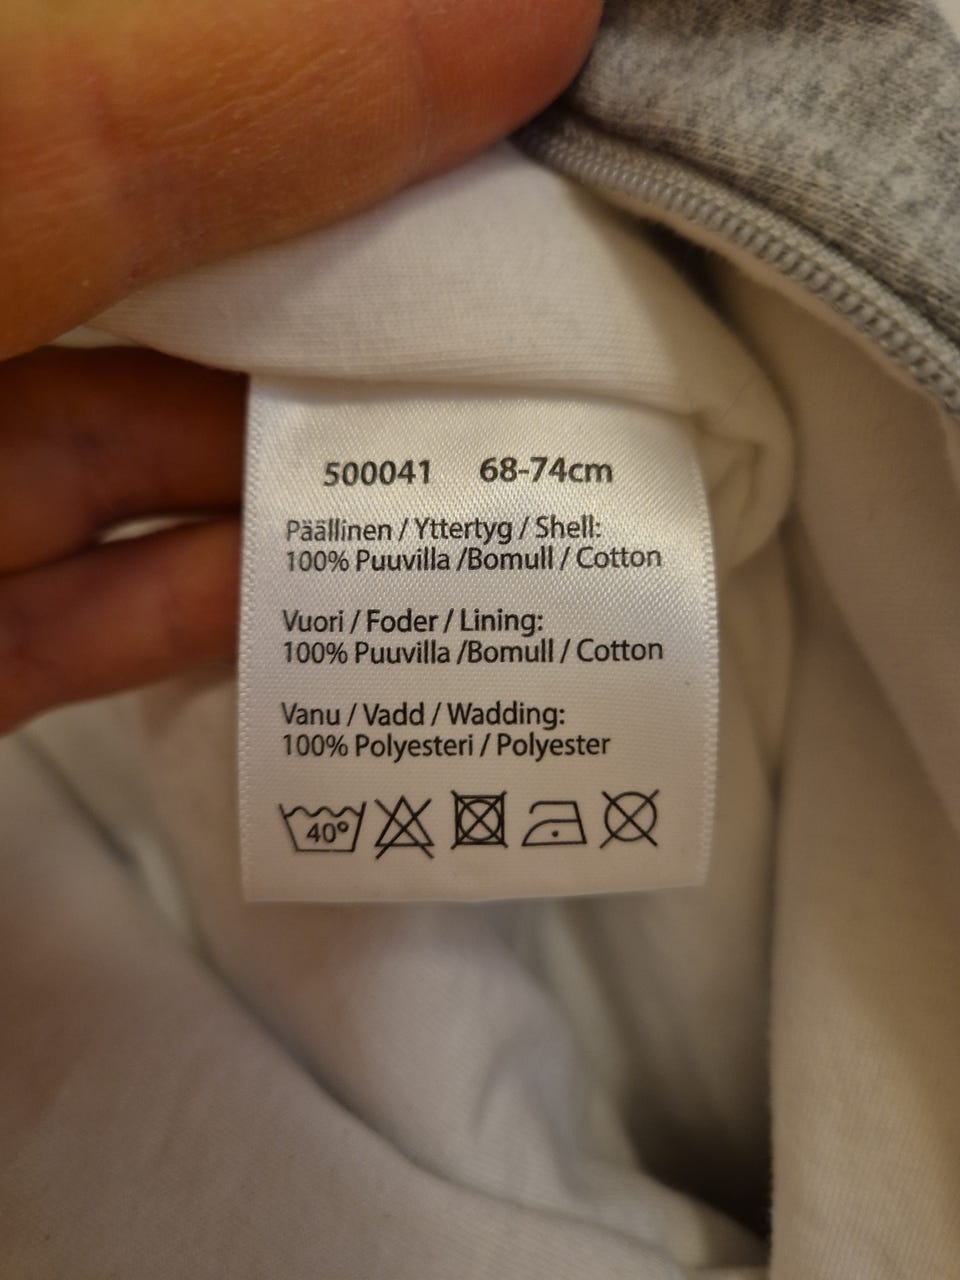 500041 68-74cm
Päällinen / Yttertyg / Shell:
100% Puuvilla /Bomull / Cotton
Vuori / Foder / Lining:
100% Puuvilla /Bomull / Cotton
Vanu / Vadd / Wadding:
100% Polyesteri / Polyester
40°